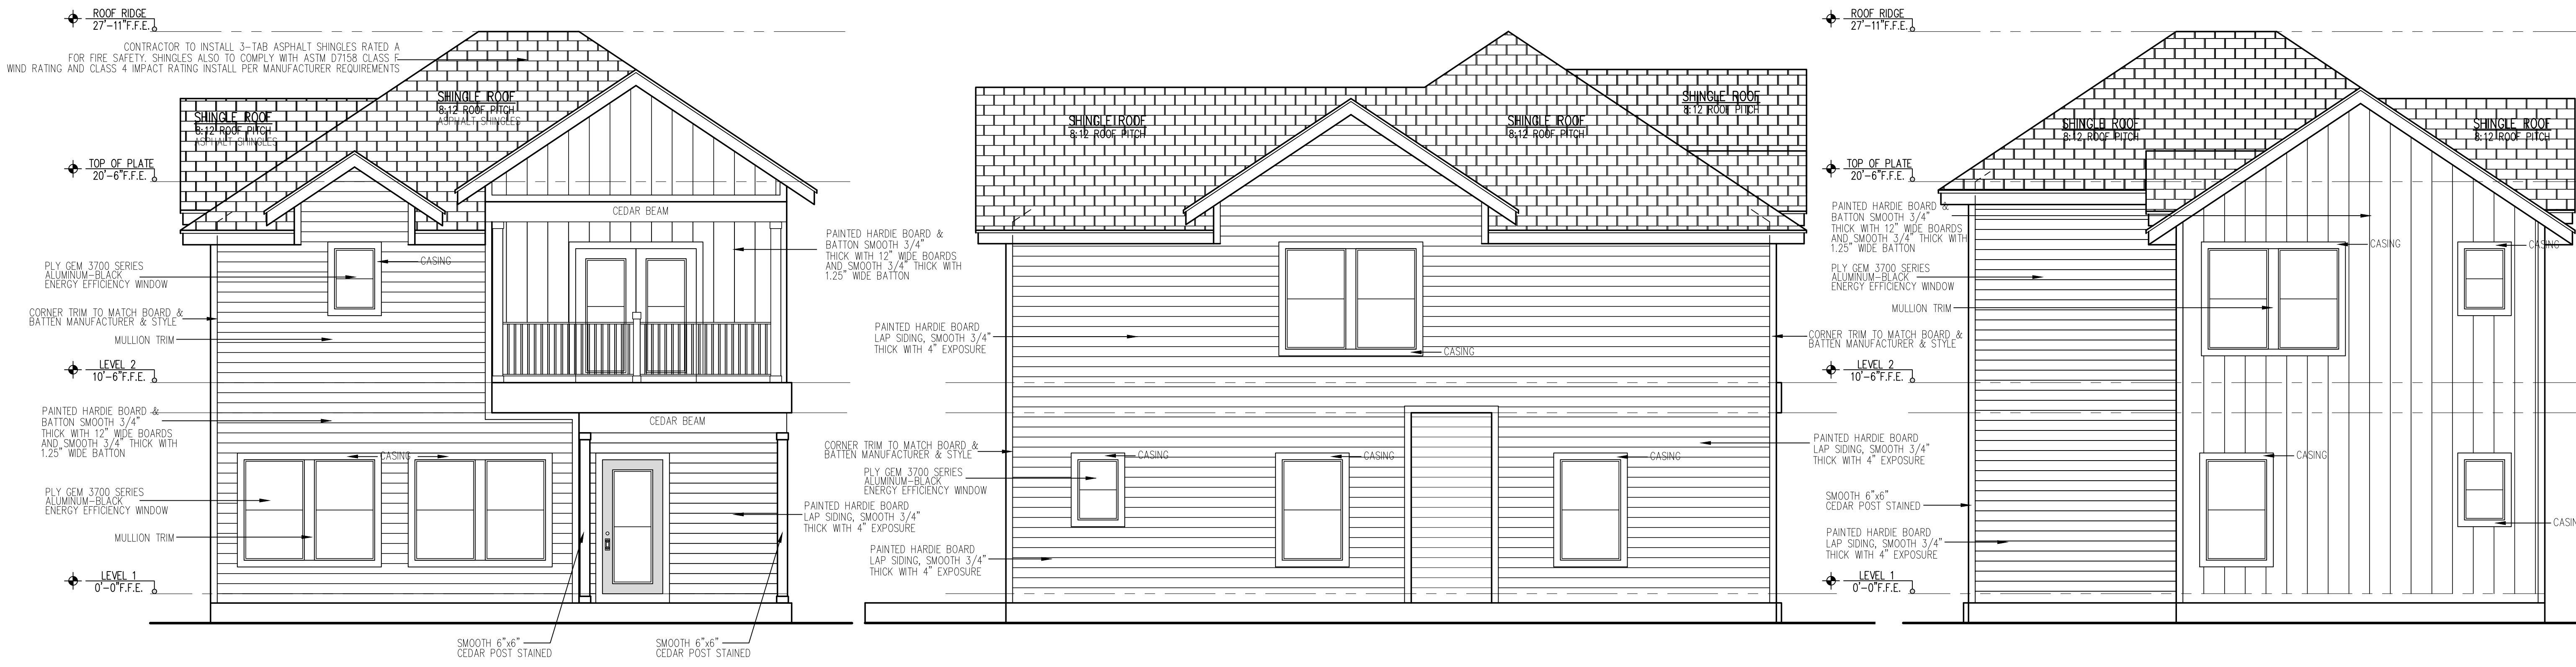 ROOF RIDGE
27'-11"F.F.E.
CONTRACTOR TO INSTALL 3-TAB ASPHALT SHINGLES RATED A
FOR FIRE SAFETY. SHINGLES ALSO TO COMPLY WITH ASTM D7158 CLASS F
WIND RATING AND CLASS 4 IMPACT RATING INSTALL PER MANUFACTURER REQUIREMENTS
SHINGLE ROOF
8:12 ROOF PITCH
ASPHALT SHINGLES
SHINGLE ROOF
8:12 ROOF PITCH
ASPHALT SHINGLES
TOP OF PLATE
20'-6"F.F.E.
CEDAR BEAM
PAINTED HARDIE BOARD &
BATTON SMOOTH 3/4"
THICK WITH 12" WIDE BOARDS
AND SMOOTH 3/4" THICK WITH
1.25" WIDE BATTON
PLY GEM 3700 SERIES
ALUMINUM-BLACK
ENERGY EFFICIENCY WINDOW
CASING
CORNER TRIM TO MATCH BOARD &
BATTEN MANUFACTURER & STYLE
MULLION TRIM
LEVEL 2
10'-6"F.F.E.
PAINTED HARDIE BOARD &
BATTON SMOOTH 3/4"
THICK WITH 12" WIDE BOARDS
AND SMOOTH 3/4" THICK WITH
1.25" WIDE BATTON
CEDAR BEAM
CASING
PLY GEM 3700 SERIES
ALUMINUM-BLACK
ENERGY EFFICIENCY WINDOW
PAINTED HARDIE BOARD
LAP SIDING, SMOOTH 3/4"
THICK WITH 4" EXPOSURE
MULLION TRIM
LEVEL 1
0'-0"F.F.E.
SMOOTH 6"x6"
CEDAR POST STAINED
SMOOTH 6"x6"
CEDAR POST STAINED
SHINGLE ROOF
8:12 ROOF PITCH
SHINGLE ROOF
8:12 ROOF PITCH
SHINGLE ROOF
8:12 ROOF PITCH
PAINTED HARDIE BOARD
LAP SIDING, SMOOTH 3/4"
THICK WITH 4" EXPOSURE
CASING
CORNER TRIM TO MATCH BOARD &
BATTEN MANUFACTURER & STYLE
CORNER TRIM TO MATCH BOARD &
BATTEN MANUFACTURER & STYLE
PLY GEM 3700 SERIES
ALUMINUM-BLACK
ENERGY EFFICIENCY WINDOW
CASING
CASING
CASING
PAINTED HARDIE BOARD
LAP SIDING, SMOOTH 3/4"
THICK WITH 4" EXPOSURE
PAINTED HARDIE BOARD
LAP SIDING, SMOOTH 3/4"
THICK WITH 4" EXPOSURE
ROOF RIDGE
27'-11"F.F.E.
SHINGLE ROOF
8:12 ROOF PITCH
SHINGLE ROOF
8:12 ROOF PITCH
TOP OF PLATE
20'-6"F.F.E.
PAINTED HARDIE BOARD &
BATTON SMOOTH 3/4"
THICK WITH 12" WIDE BOARDS
AND SMOOTH 3/4" THICK WITH
1.25" WIDE BATTON
CASING
CASING
PLY GEM 3700 SERIES
ALUMINUM-BLACK
ENERGY EFFICIENCY WINDOW
MULLION TRIM
LEVEL 2
10'-6"F.F.E.
CASING
SMOOTH 6"x6"
CEDAR POST STAINED
PAINTED HARDIE BOARD
LAP SIDING, SMOOTH 3/4"
THICK WITH 4" EXPOSURE
LEVEL 1
0'-0"F.F.E.